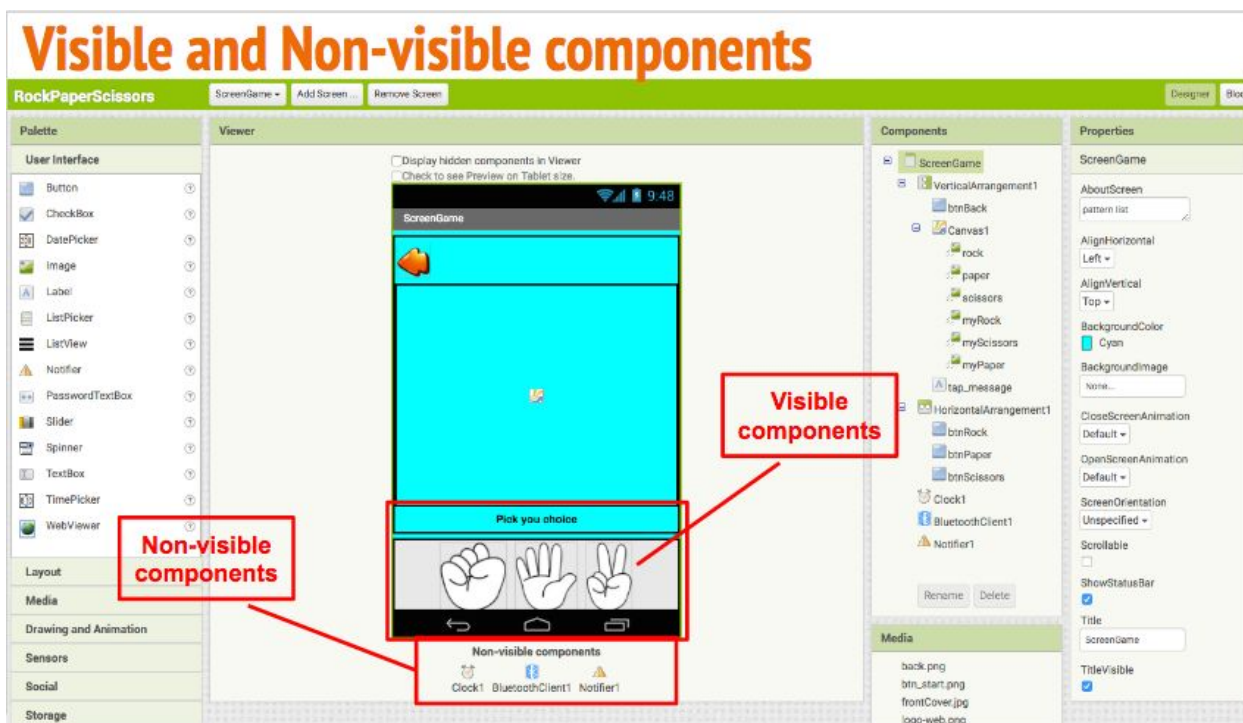 Visible and Non-visible components
RockPaperScissors
ScreenGame
Add Screen ...
Remove Screen
Designer
Palette
User Interface
Button
CheckBox
DatePicker
Image
Label
ListPicker
ListView
Notifier
PasswordTextBox
Slider
Spinner
TextBox
TimePicker
WebViewer
Layout
Media
Drawing and Animation
Sensors
Social
Storage
Viewer
Display hidden components in Viewer
Check to see Preview on Tablet size.
9:48
ScreenGame
Pick you choice
Non-visible components
Clock1 BluetoothClient1 Notifier1
Visible
components
Non-visible
components
Components
ScreenGame
VerticalArrangement1
btnBack
Canvas1
rock
paper
scissors
myRock
myScissors
myPaper
tap_message
HorizontalArrangement1
btnRock
btnPaper
btnScissors
Clock1
BluetoothClient1
Notifier1
Rename Delete
Media
back.png
btn_start.png
frontCover.jpg
logo-web.png
Properties
ScreenGame
AboutScreen
pattern list
AlignHorizontal
Left
AlignVertical
Top
BackgroundColor
Cyan
BackgroundImage
None...
CloseScreenAnimation
Default
OpenScreenAnimation
Default
ScreenOrientation
Unspecified
Scrollable
ShowStatusBar
Title
ScreenGame
TitleVisible